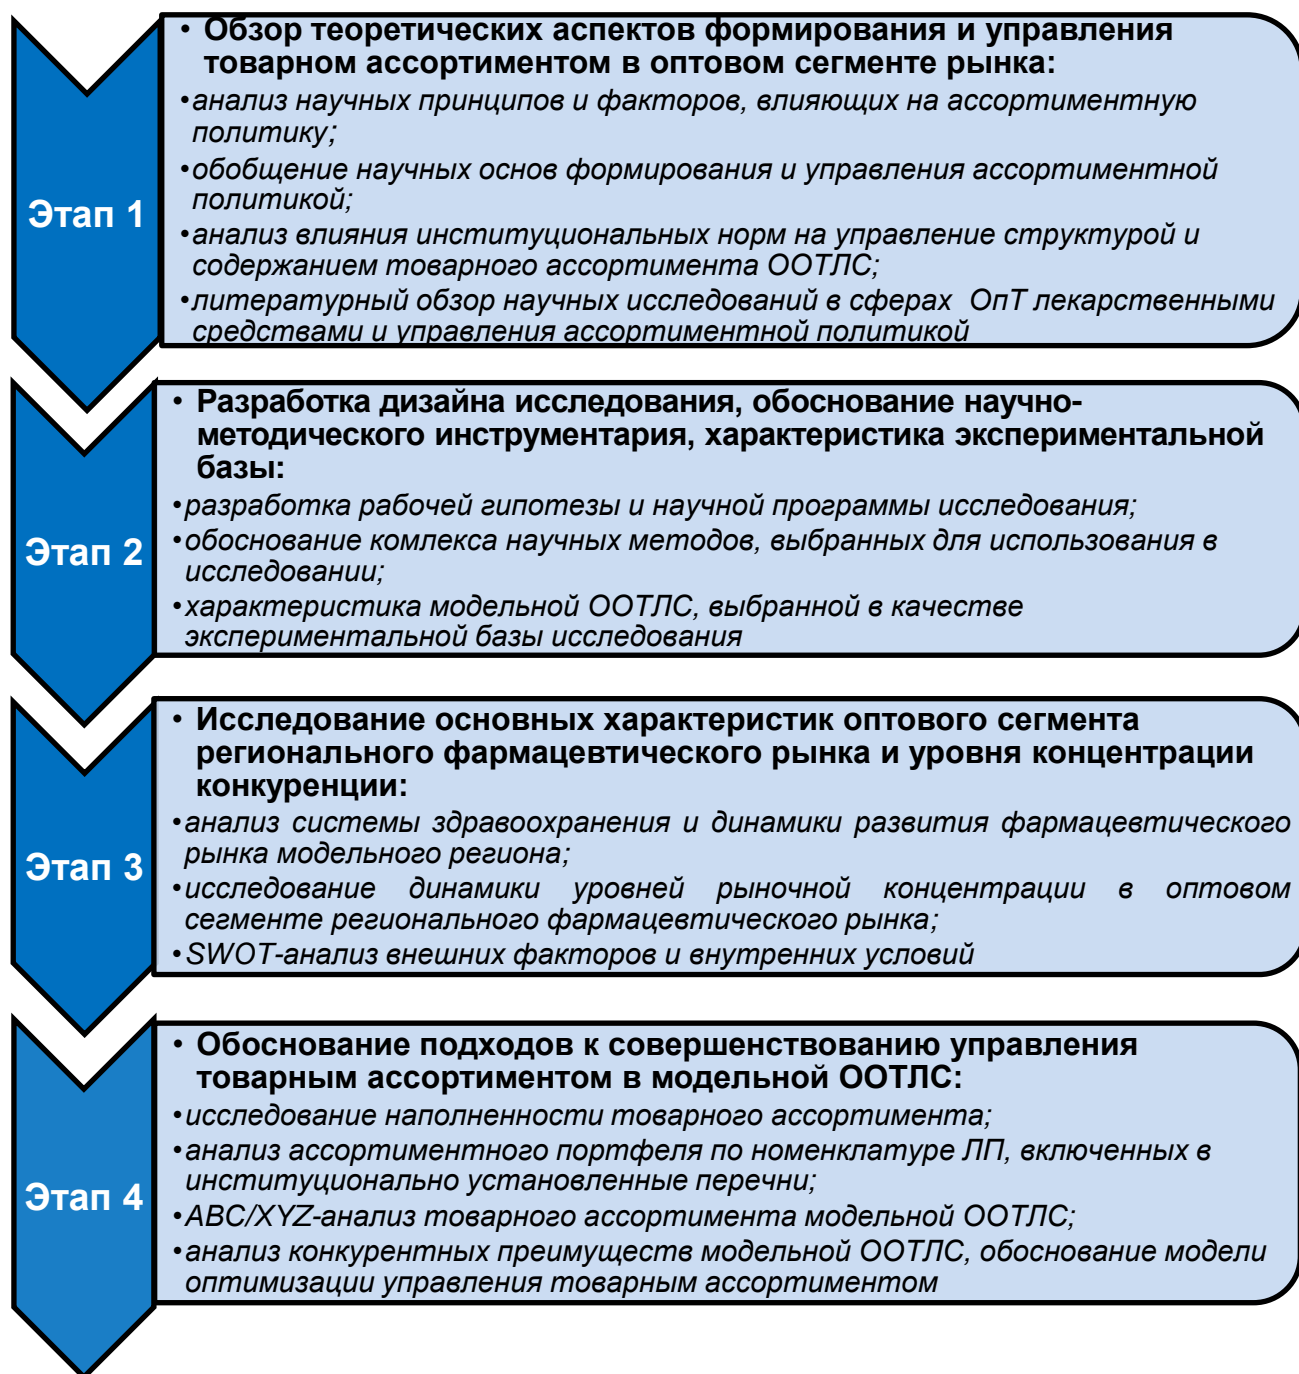 • Обзор теоретических аспектов формирования и управления
товарном ассортиментом в оптовом сегменте рынка:
•анализ научных принципов и факторов, влияющих на ассортиментную
политику;
•обобщение научных основ формирования и управления ассортиментной
политикой;
•анализ влияния институциональных норм на управление структурой и
содержанием товарного ассортимента ООТЛС;
•литературный обзор научных исследований в сферах ОпТ лекарственными
средствами и управления ассортиментной политикой
Этап 1
• Разработка дизайна исследования, обоснование научно-
методического инструментария, характеристика экспериментальной
базы:
•разработка рабочей гипотезы и научной программы исследования;
•обоснование комлекса научных методов, выбранных для использования в
исследовании;
•характеристика модельной ООТЛС, выбранной в качестве
экспериментальной базы исследования
Этап 2
• Исследование основных характеристик оптового сегмента
регионального фармацевтического рынка и уровня концентрации
конкуренции:
•анализ системы здравоохранения и динамики развития фармацевтического
рынка модельного региона;
•исследование динамики уровней рыночной концентрации в оптовом
сегменте регионального фармацевтического рынка;
•SWOT-анализ внешних факторов и внутренних условий
Этап 3
• Обоснование подходов к совершенствованию управления
товарным ассортиментом в модельной ООТЛС:
•исследование наполненности товарного ассортимента;
•анализ ассортиментного портфеля по номенклатуре ЛП, включенных в
институционально установленные перечни;
•ABC/XYZ-анализ товарного ассортимента модельной ООТЛС;
•анализ конкурентных преимуществ модельной ООТЛС, обоснование модели
оптимизации управления товарным ассортиментом
Этап 4